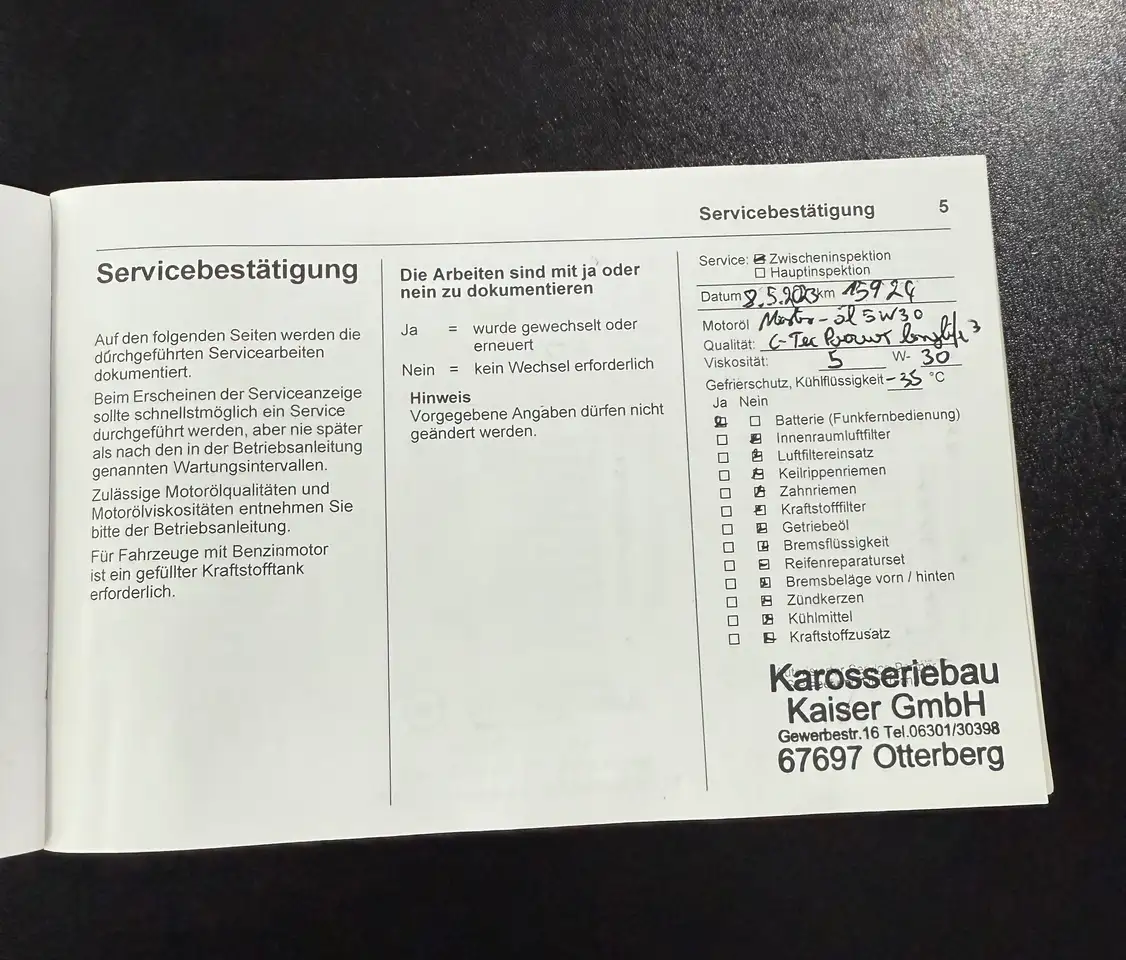 Servicebestätigung 5
Servicebestätigung
Auf den folgenden Seiten werden die
durchgeführten Servicearbeiten
dokumentiert.
Beim Erscheinen der Serviceanzeige
sollte schnellstmöglich ein Service
durchgeführt werden, aber nie später
als nach den in der Betriebsanleitung
genannten Wartungsintervallen.
Zulässige Motorölqualitäten und
Motorölviskositäten entnehmen Sie
bitte der Betriebsanleitung.
Für Fahrzeuge mit Benzinmotor
ist ein gefüllter Kraftstofftank
erforderlich.
Die Arbeiten sind mit ja oder
nein zu dokumentieren
Ja = wurde gewechselt oder
erneuert
Nein = kein Wechsel erforderlich
Hinweis
Vorgegebene Angaben dürfen nicht
geändert werden.
Service: Zwischeninspektion
Hauptinspektion
Datum 8.5.2023 km 15924
Motoröl öl 5W30
Qualität: C-Tec longlife 3
Viskosität: 5 W- 30
Gefrierschutz, Kühlflüssigkeit -35 °C
Ja Nein
Batterie (Funkfernbedienung)
Innenraumluftfilter
Luftfiltereinsatz
Keilrippenriemen
Zahnriemen
Kraftstofffilter
Getriebeöl
Bremsflüssigkeit
Reifenreparaturset
Bremsbeläge vorn / hinten
Zündkerzen
Kühlmittel
Kraftstoffzusatz
Karosseriebau
Kaiser GmbH
Gewerbestr.16 Tel.06301/30398
67697 Otterberg